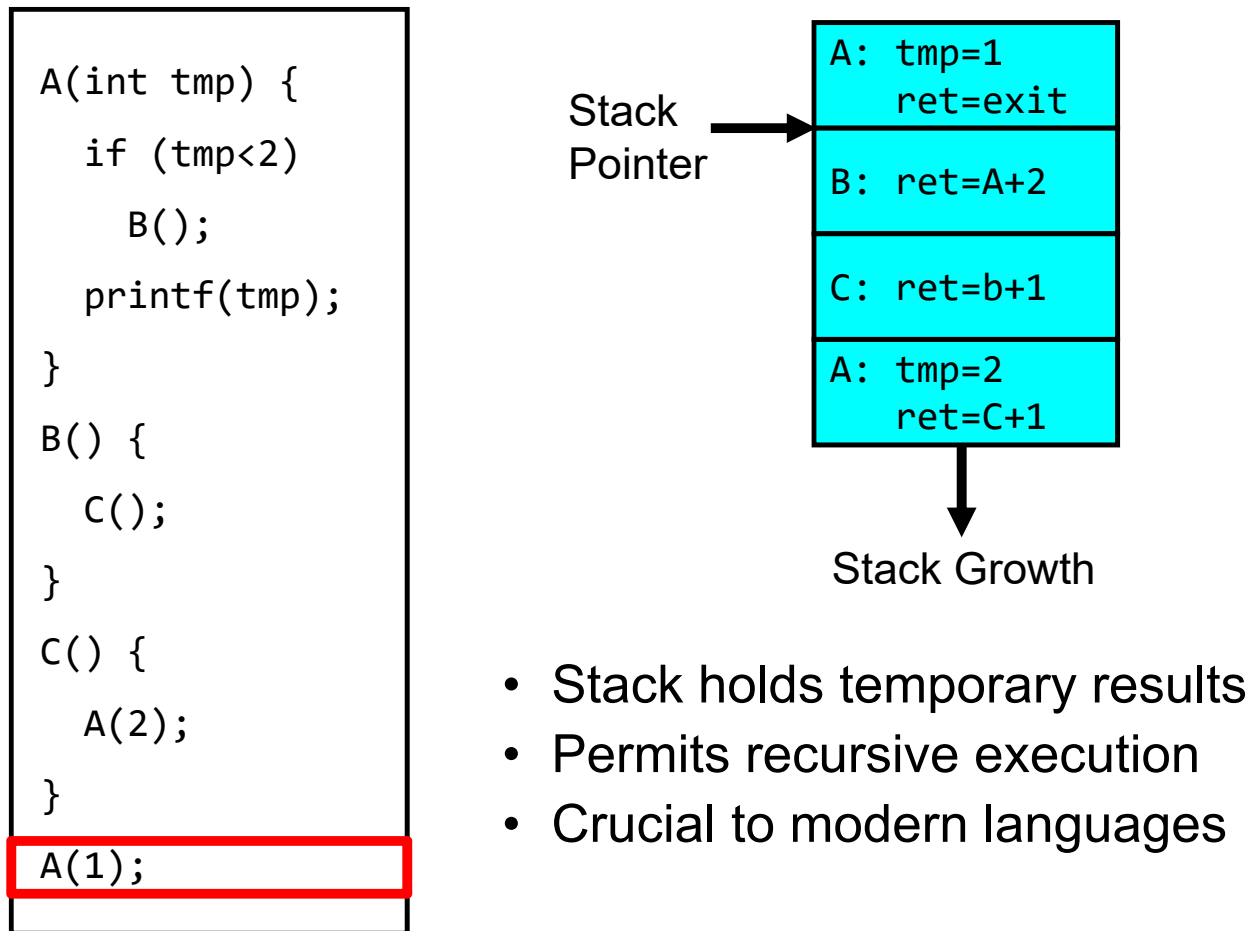 A(int tmp) {
if (tmp<2)
B();
printf(tmp);
}
B() {
C();
}
C() {
A(2);
}
A(1);
Stack
Pointer
A: tmp=1
ret=exit
B: ret=A+2
C: ret=b+1
A: tmp=2
ret=C+1
Stack Growth
• Stack holds temporary results
• Permits recursive execution
• Crucial to modern languages